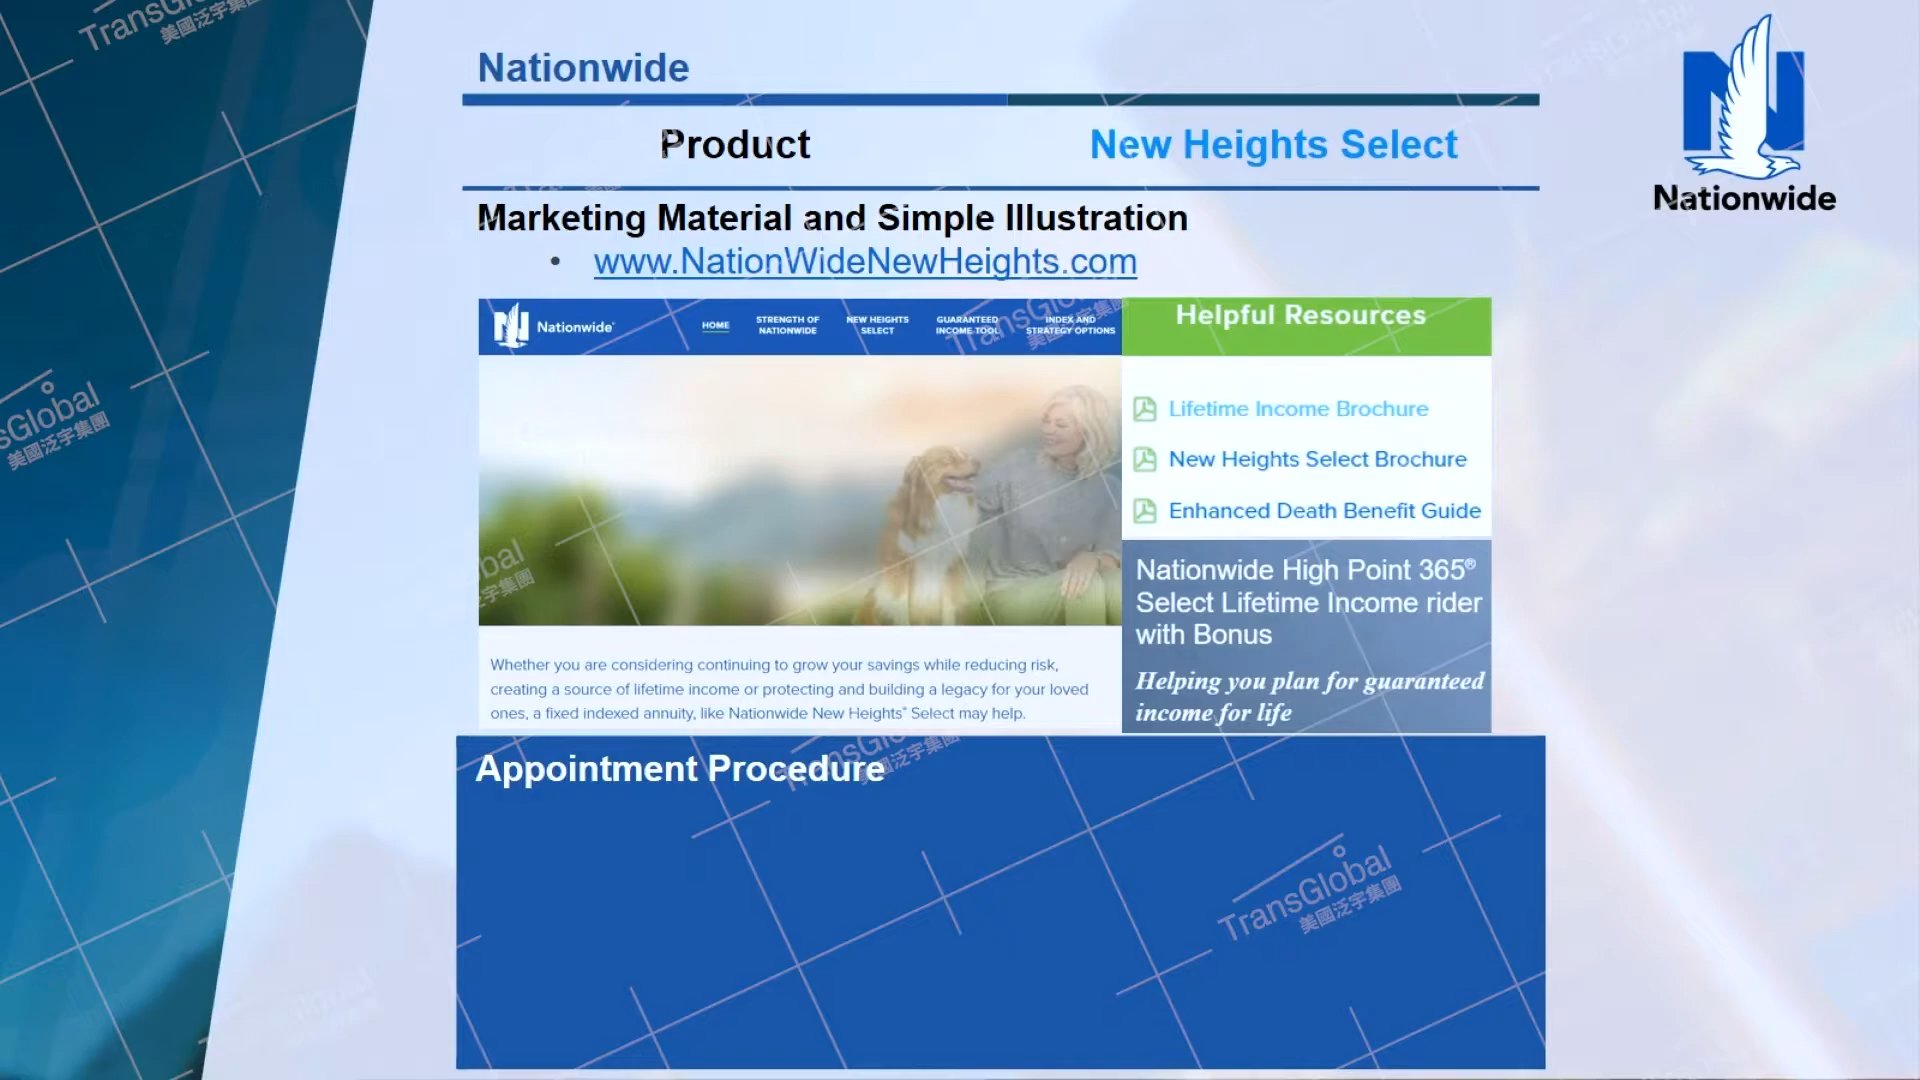 Nationwide
Product
New Heights Select
Nationwide
Marketing Material and Simple Illustration
• www.NationWideNewHeights.com
Nationwide®
HOME
STRENGTH OF
NATIONWIDE
NEW HEIGHTS
SELECT
GUARANTEED
INCOME TOOL
INDEX AND
STRATEGY OPTIONS
Helpful Resources
Lifetime Income Brochure
New Heights Select Brochure
Enhanced Death Benefit Guide
Nationwide High Point 365®
Select Lifetime Income rider
with Bonus
Helping you plan for guaranteed
income for life
Whether you are considering continuing to grow your savings while reducing risk,
creating a source of lifetime income or protecting and building a legacy for your loved
ones, a fixed indexed annuity, like Nationwide New Heights® Select may help.
Appointment Procedure
TransGlobal
美國泛宇集團